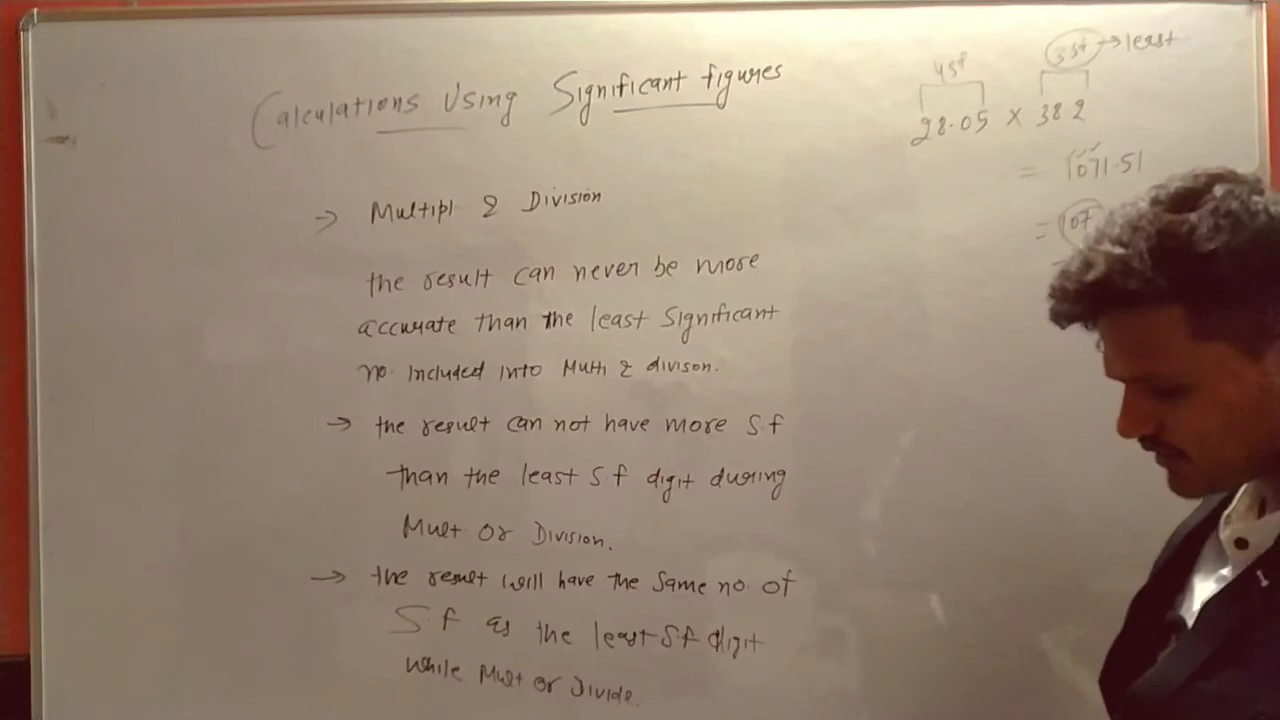 Calculations Using Significant figures
→ Multipl & Division
the result can never be more
accurate than the least Significant
no. included into Multi & divison.
→ the result can not have more S.f
than the least S.f digit during
Mult Or Division.
→ the result will have the same no. of
S.f as the least S.f digit
while Mult or Divide.
3sf → least
4sf
28.05 × 382
= 1071.51
= 107